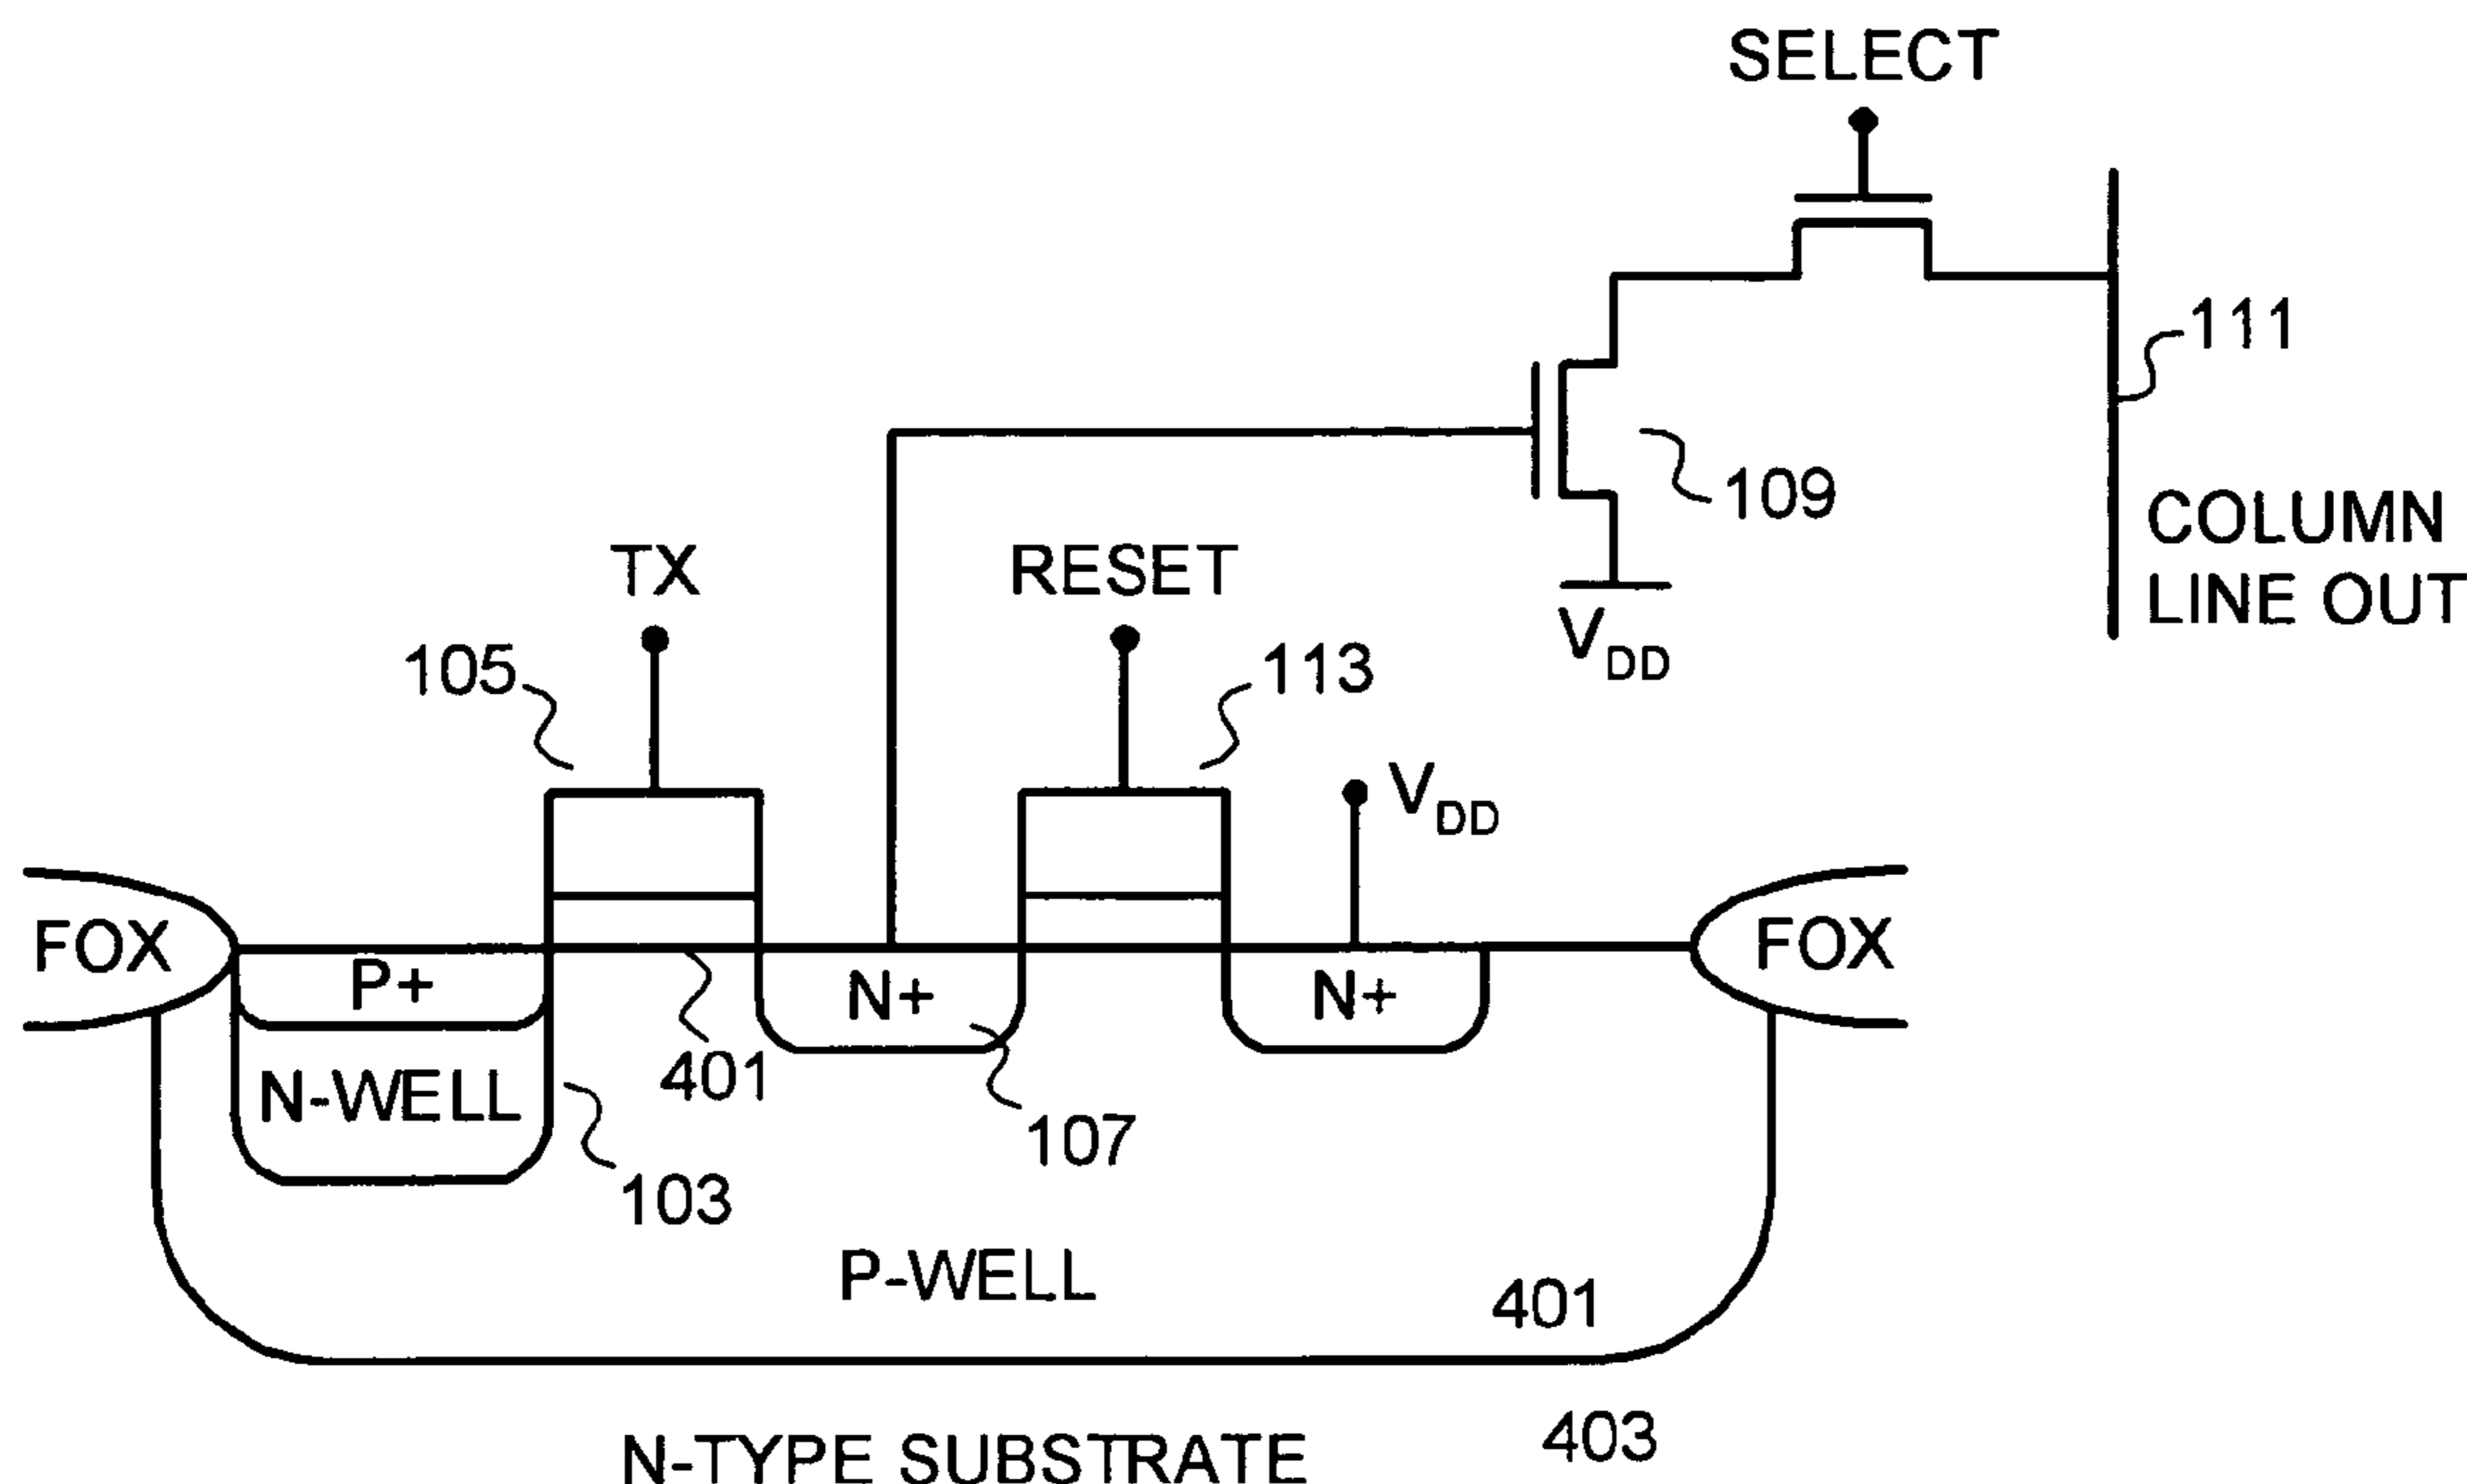 SELECT
111
109
COLUMN
LINE OUT
TX
RESET
VDD
105
113
VDD
FOX
FOX
P+
N+
N+
401
N-WELL
107
103
P-WELL
401
403
N-TYPE SUBSTRATE